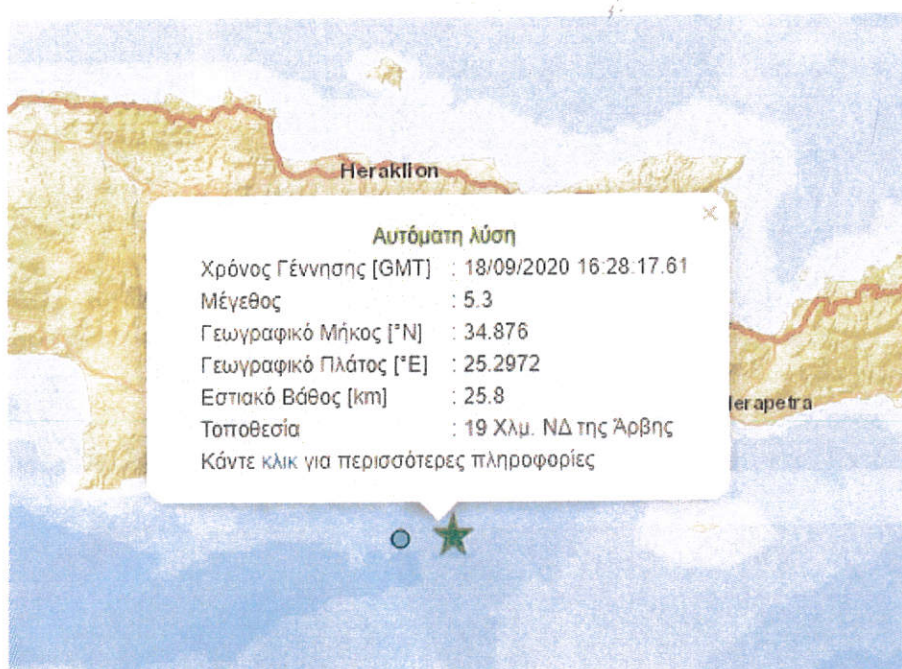 Heraklion
×
Αυτόματη λύση
Χρόνος Γέννησης [GMT] : 18/09/2020 16:28:17.61
Μέγεθος : 5.3
Γεωγραφικό Μήκος [°N] : 34.876
Γεωγραφικό Πλάτος [°E] : 25.2972
Εστιακό Βάθος [km] : 25.8
Τοποθεσία : 19 Χλμ. ΝΔ της Άρβης
Κάντε κλικ για περισσότερες πληροφορίες
Ierapetra